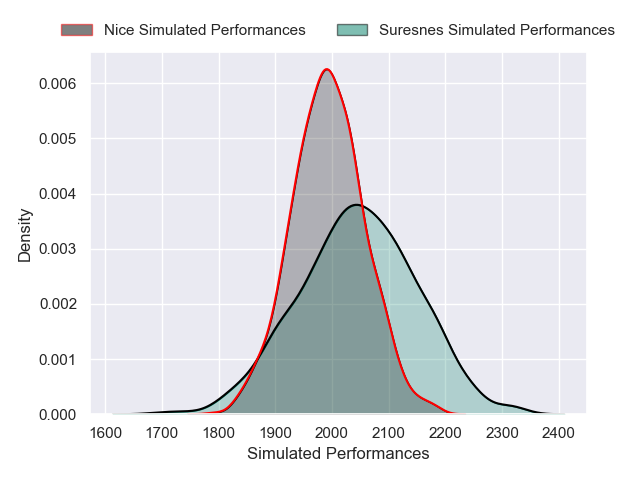 Nice Simulated Performances Suresnes Simulated Performances
0.006
0.005
0.004
0.003
0.002
0.001
0.000
Density
1600 1700 1800 1900 2000 2100 2200 2300 2400
Simulated Performances